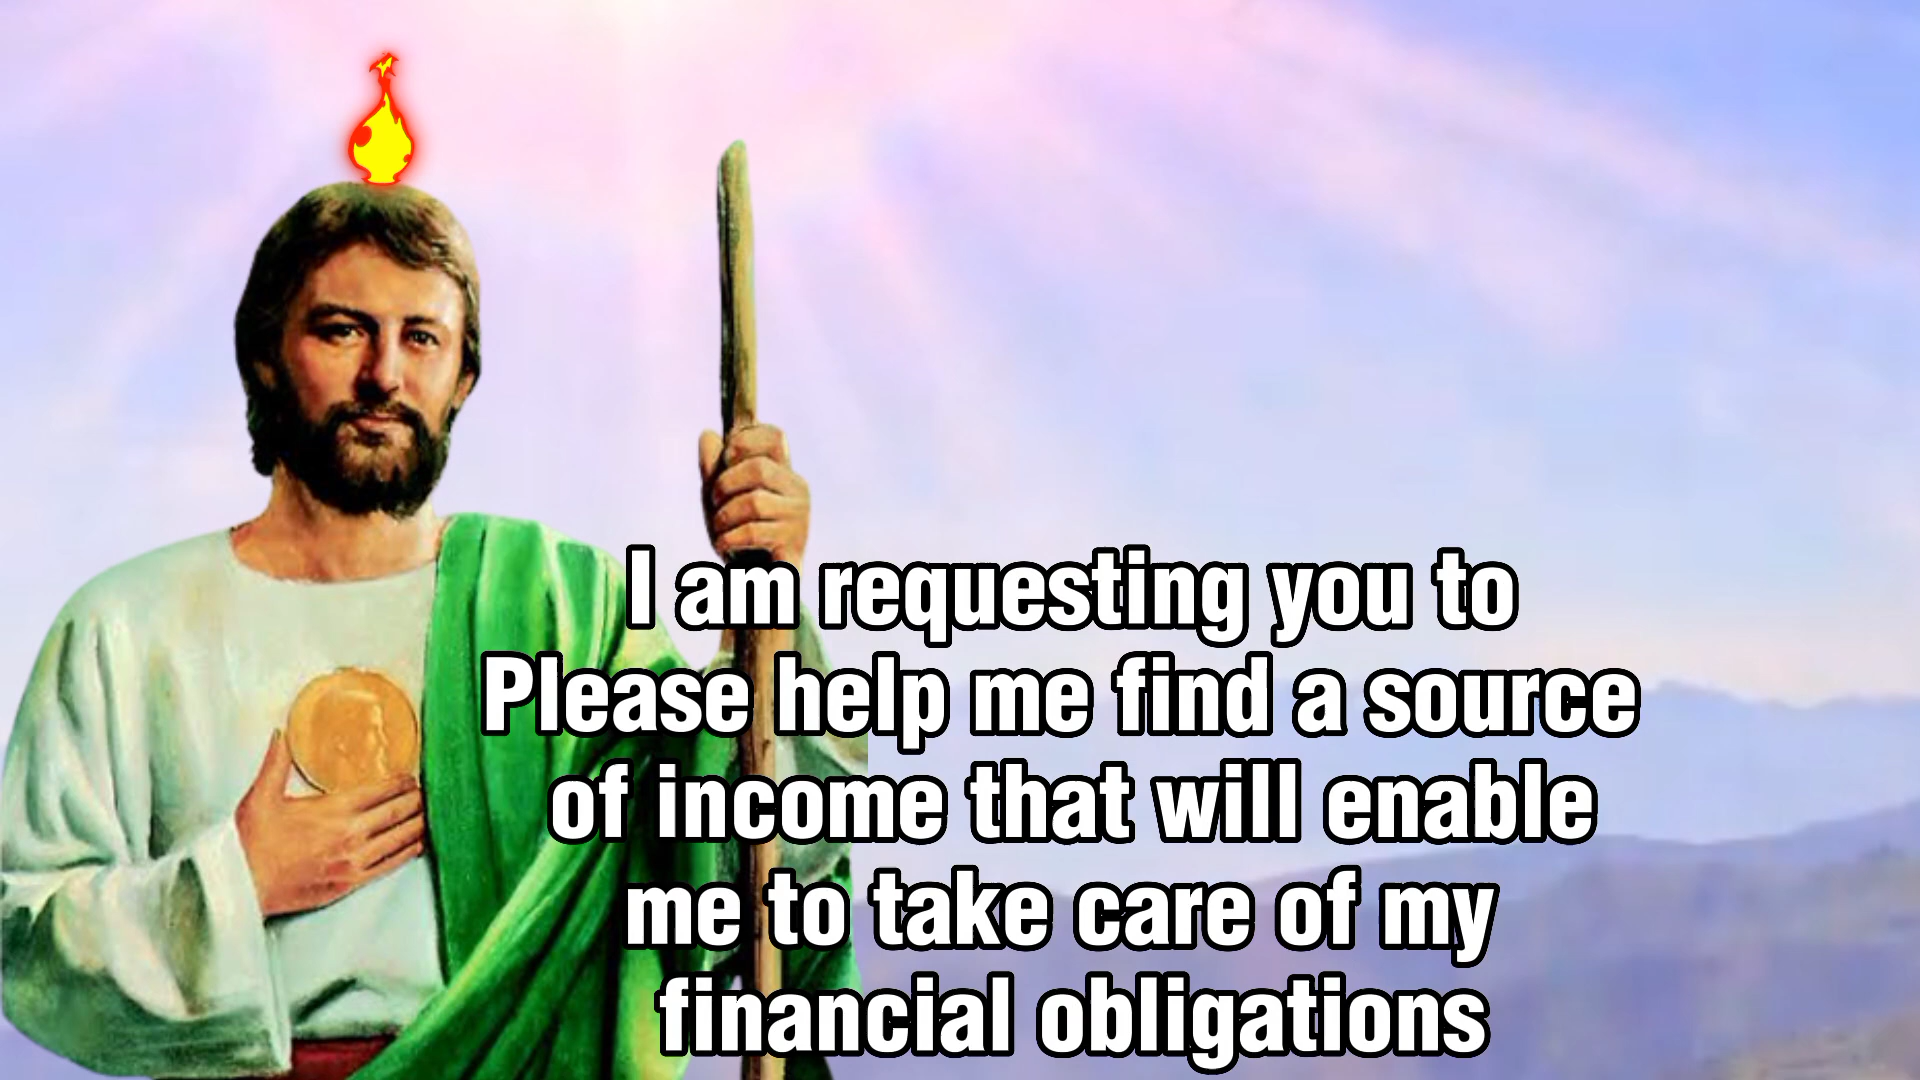 I am requesting you to
Please help me find a source
of income that will enable
me to take care of my
financial obligations